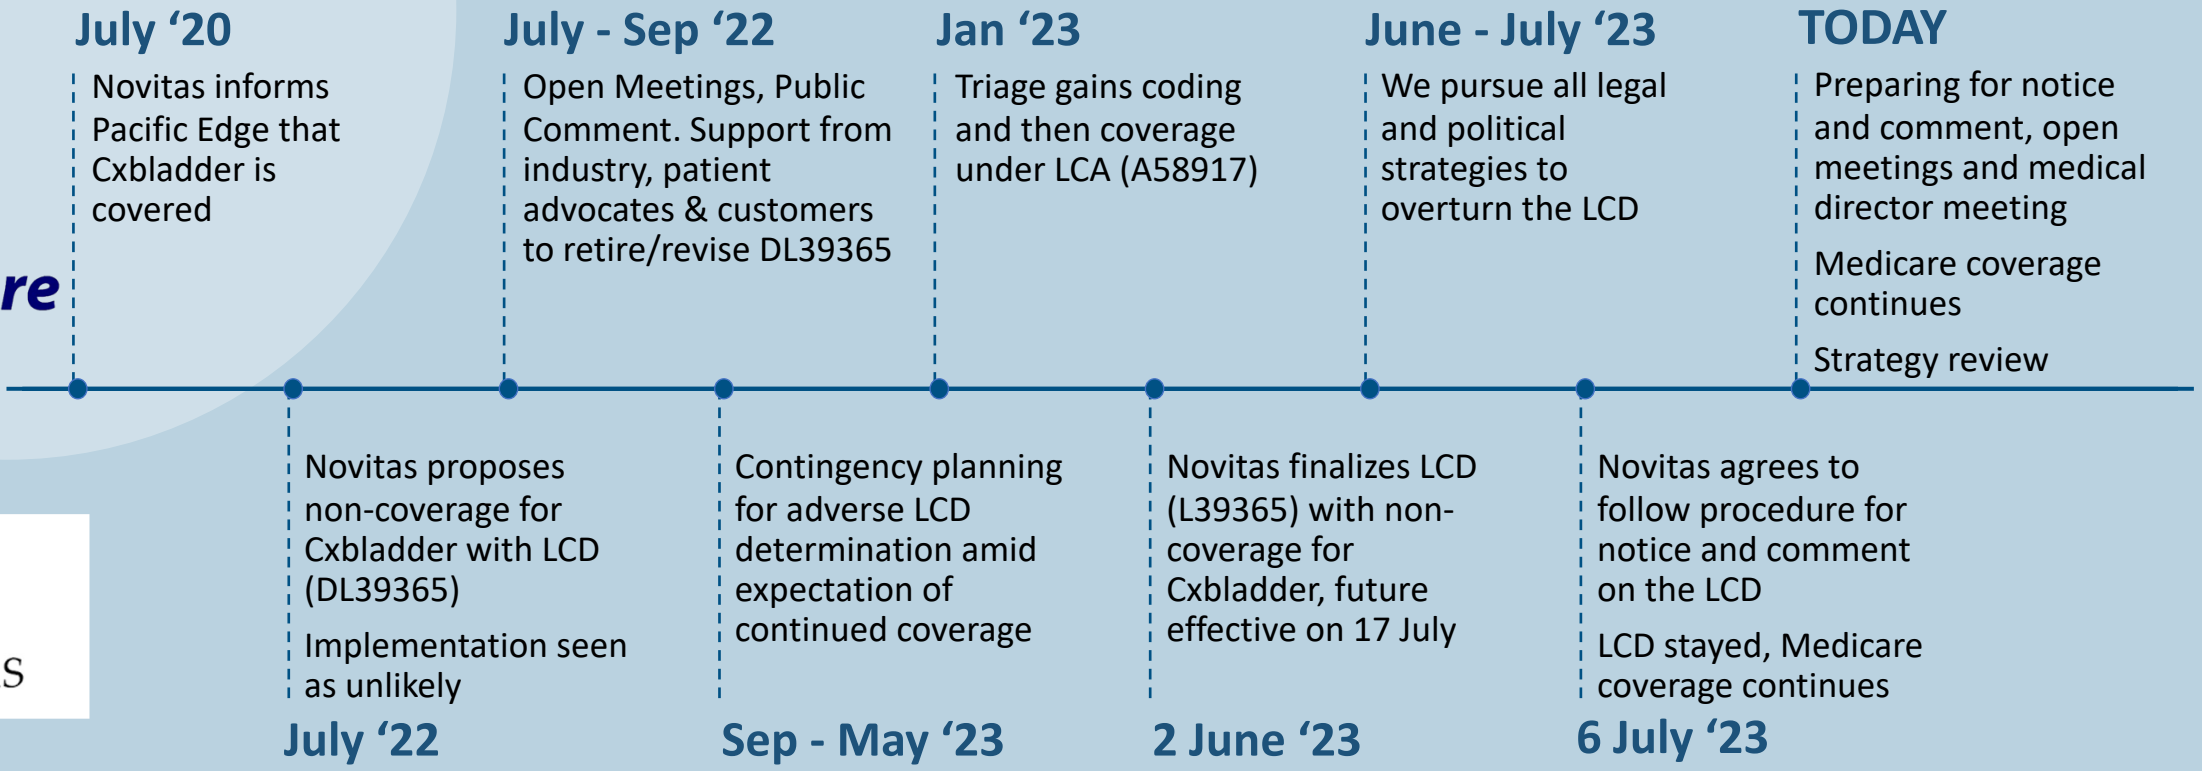 July ‘20
Novitas informs
Pacific Edge that
Cxbladder is
covered
July - Sep ‘22
Open Meetings, Public
Comment. Support from
industry, patient
advocates & customers
to retire/revise DL39365
Jan ‘23
Triage gains coding
and then coverage
under LCA (A58917)
June - July ‘23
We pursue all legal
and political
strategies to
overturn the LCD
TODAY
Preparing for notice
and comment, open
meetings and medical
director meeting
Medicare coverage
continues
Strategy review
re
Novitas proposes
non-coverage for
Cxbladder with LCD
(DL39365)
Implementation seen
as unlikely
July ‘22
Contingency planning
for adverse LCD
determination amid
expectation of
continued coverage
Sep - May ‘23
Novitas finalizes LCD
(L39365) with non-
coverage for
Cxbladder, future
effective on 17 July
2 June ‘23
Novitas agrees to
follow procedure for
notice and comment
on the LCD
LCD stayed, Medicare
coverage continues
6 July ‘23
s